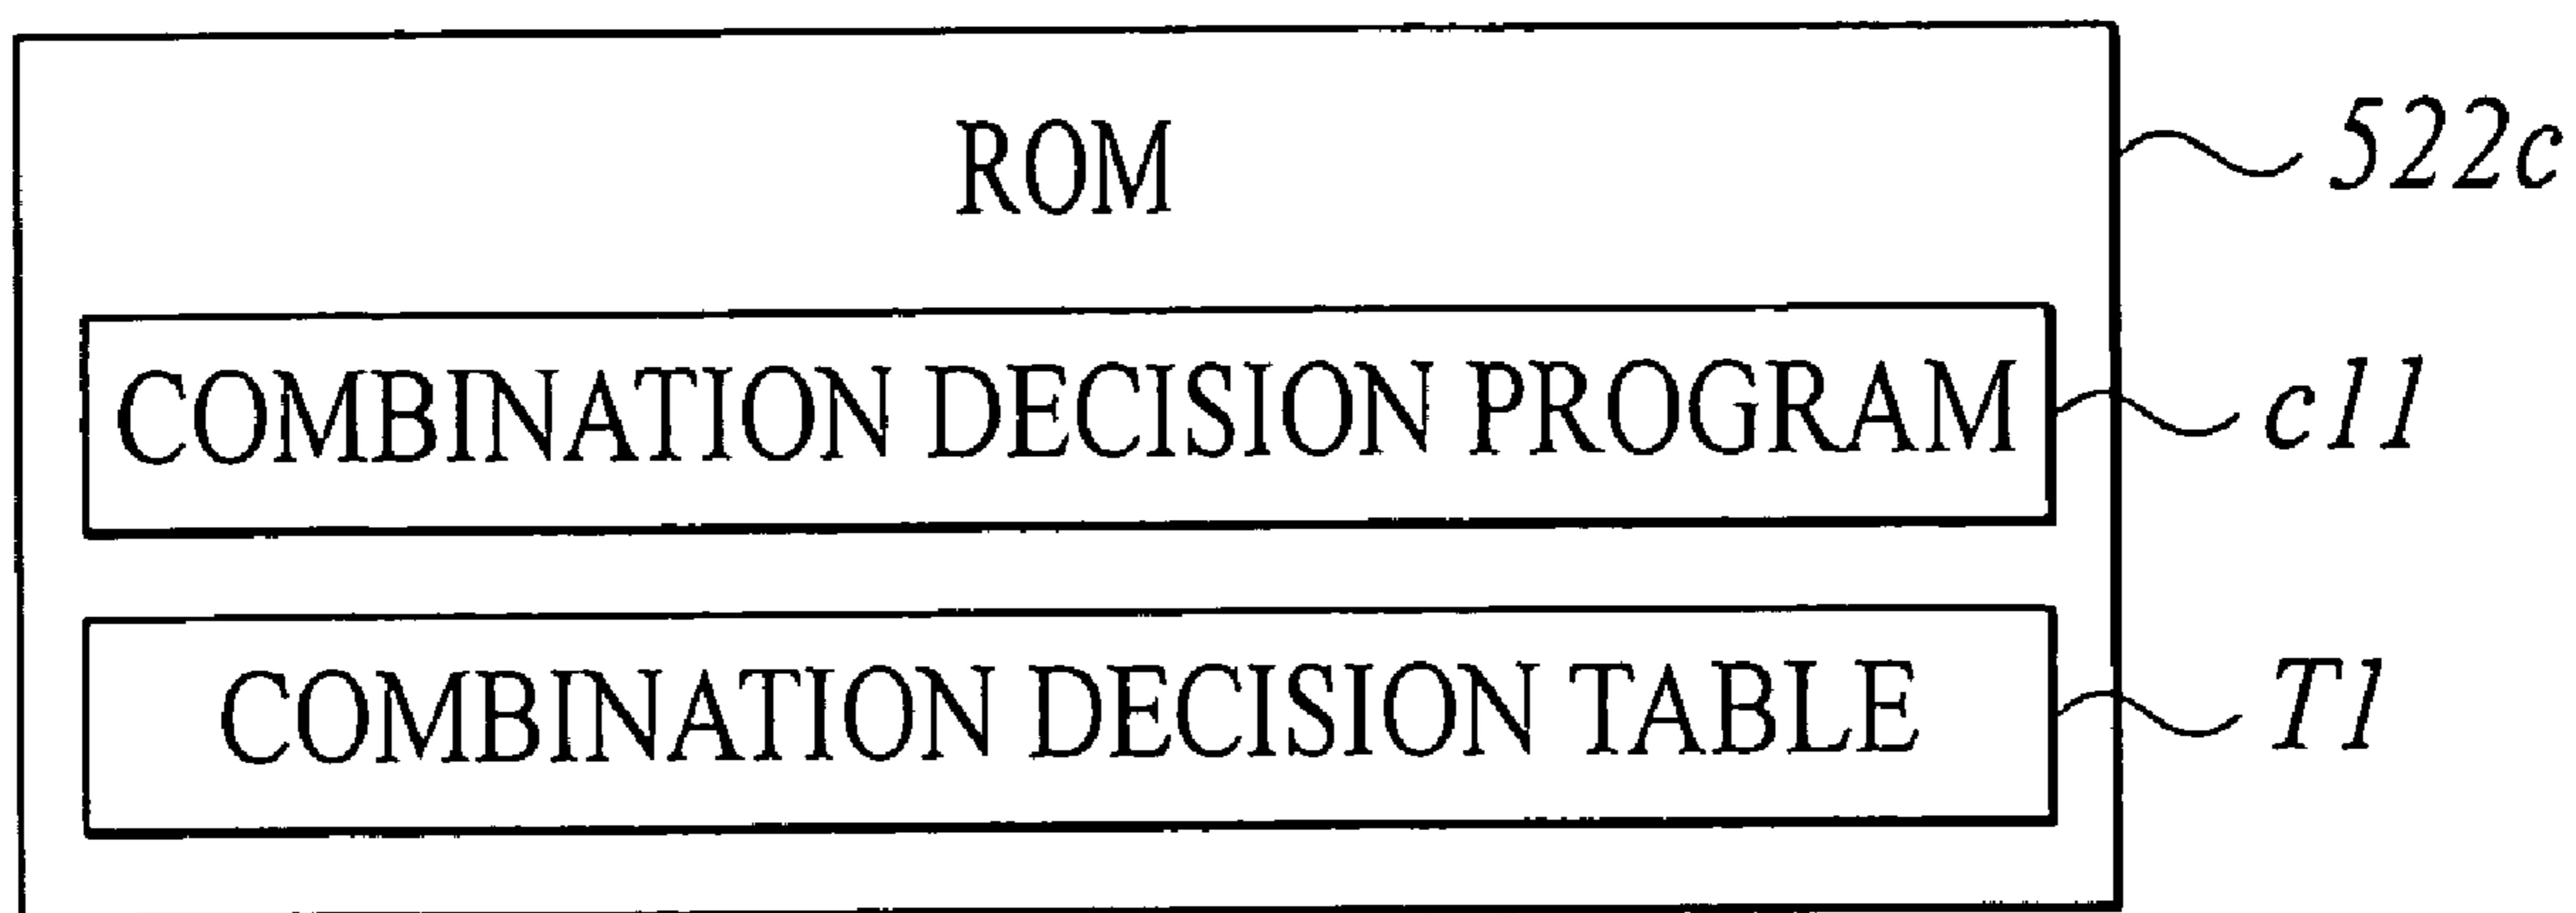 ROM
522c
COMBINATION DECISION PROGRAM
c11
COMBINATION DECISION TABLE
T1